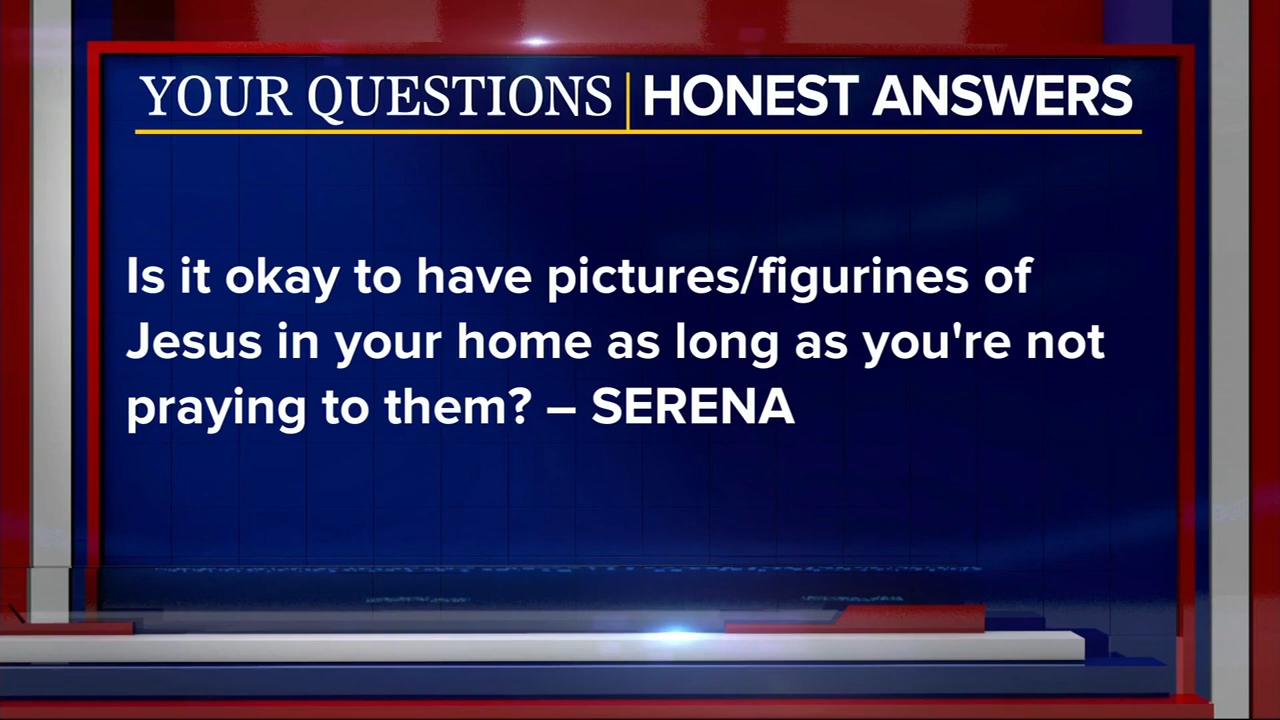 YOUR QUESTIONS | HONEST ANSWERS
Is it okay to have pictures/figurines of
Jesus in your home as long as you're not
praying to them? – SERENA